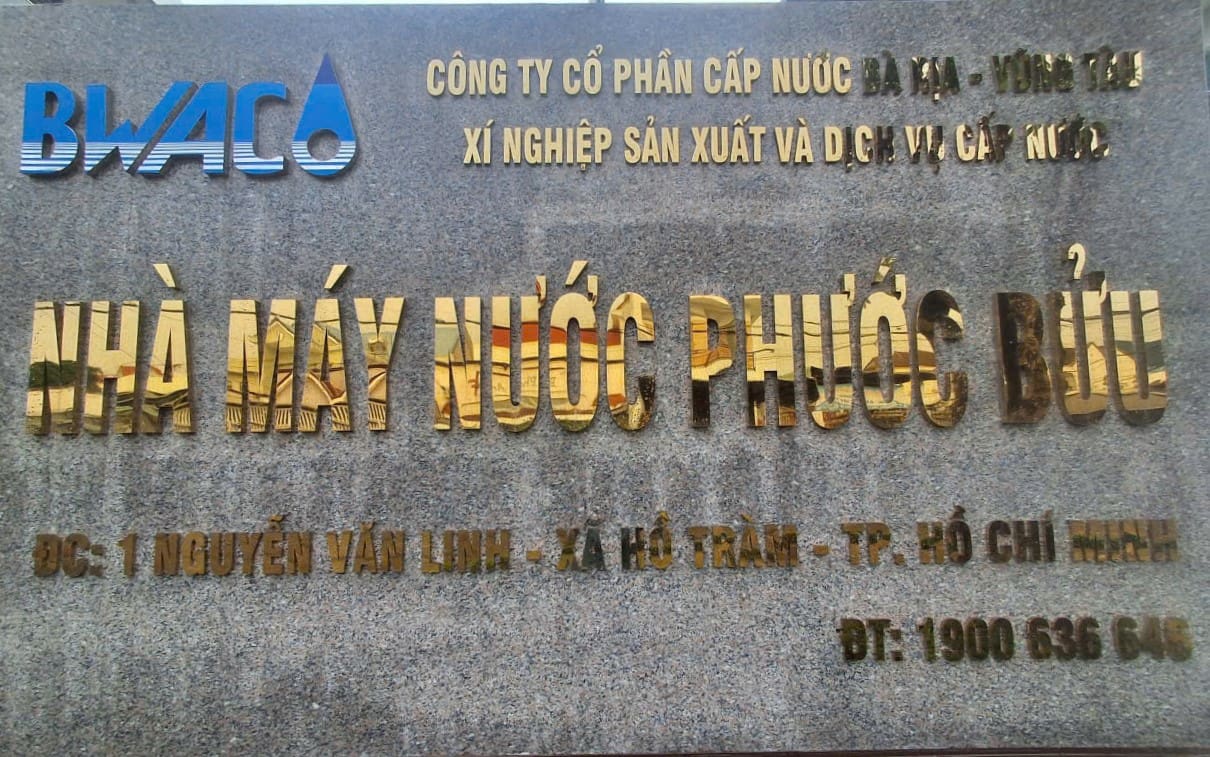 BWACO
CÔNG TY CỔ PHẦN CẤP NƯỚC BÀ RỊA - VŨNG TÀU
XÍ NGHIỆP SẢN XUẤT VÀ DỊCH VỤ CẤP NƯỚC
NHÀ MÁY NƯỚC PHƯỚC BỬU
ĐC: 1 NGUYỄN VĂN LINH - XÃ HỒ TRÀM - TP. HỒ CHÍ MINH
ĐT: 1900 636 646